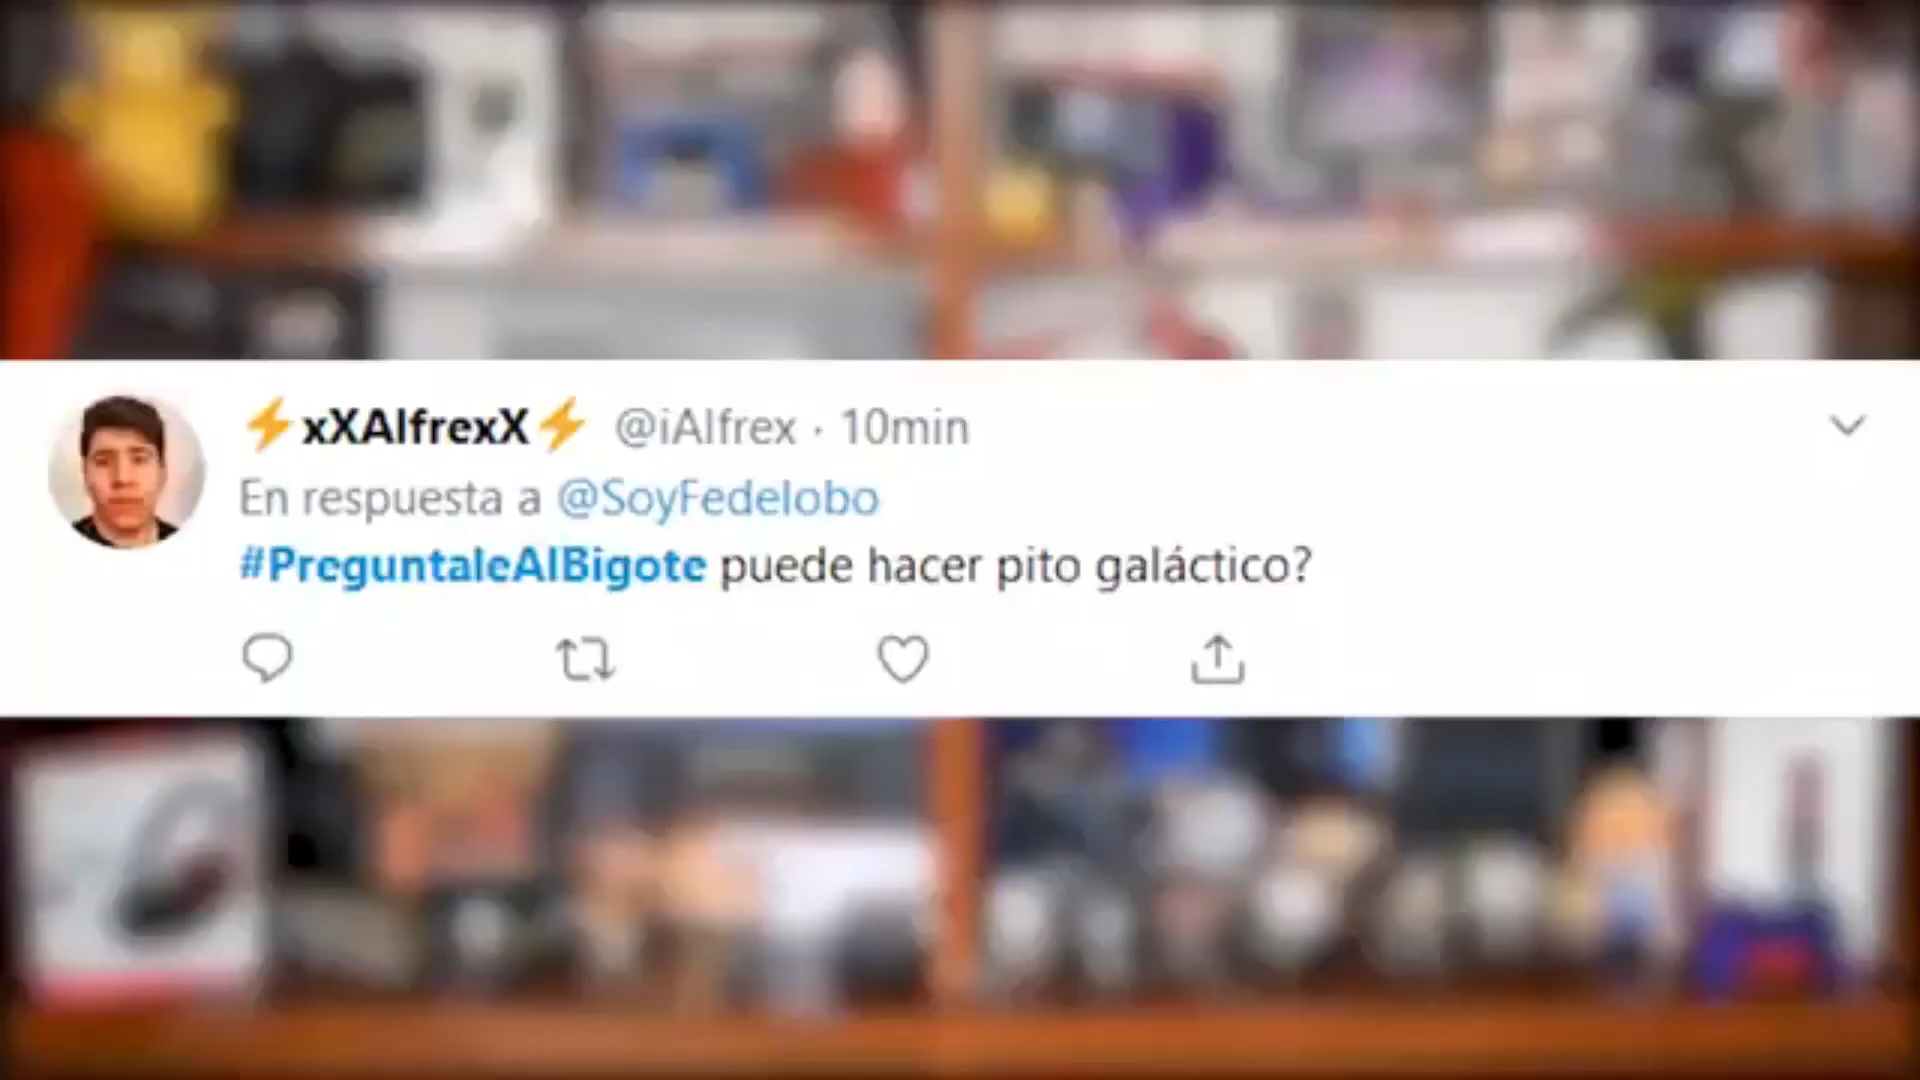 ⚡xXAlfrexX⚡ @iAlfrex · 10min
En respuesta a @SoyFedelobo
#PreguntaleAlBigote puede hacer pito galáctico?